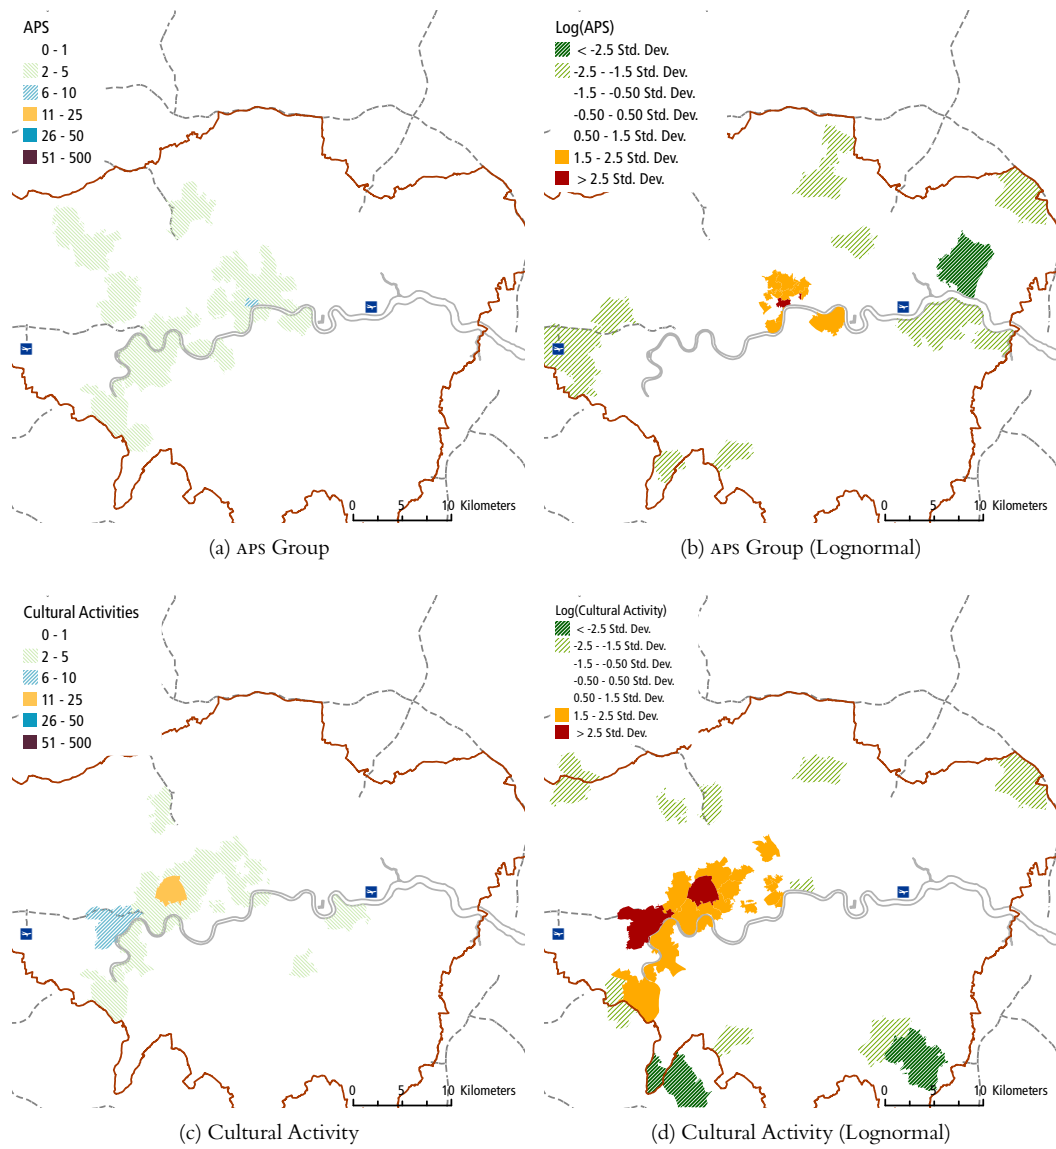 APS
0 - 1
2 - 5
6 - 10
11 - 25
26 - 50
51 - 500
0 5 10 Kilometers
(a) APS Group
Log(APS)
< -2.5 Std. Dev.
-2.5 - -1.5 Std. Dev.
-1.5 - -0.50 Std. Dev.
-0.50 - 0.50 Std. Dev.
0.50 - 1.5 Std. Dev.
1.5 - 2.5 Std. Dev.
> 2.5 Std. Dev.
0 5 10 Kilometers
(b) APS Group (Lognormal)
Cultural Activities
0 - 1
2 - 5
6 - 10
11 - 25
26 - 50
51 - 500
0 5 10 Kilometers
(c) Cultural Activity
Log(Cultural Activity)
< -2.5 Std. Dev.
-2.5 - -1.5 Std. Dev.
-1.5 - -0.50 Std. Dev.
-0.50 - 0.50 Std. Dev.
0.50 - 1.5 Std. Dev.
1.5 - 2.5 Std. Dev.
> 2.5 Std. Dev.
0 5 10 Kilometers
(d) Cultural Activity (Lognormal)